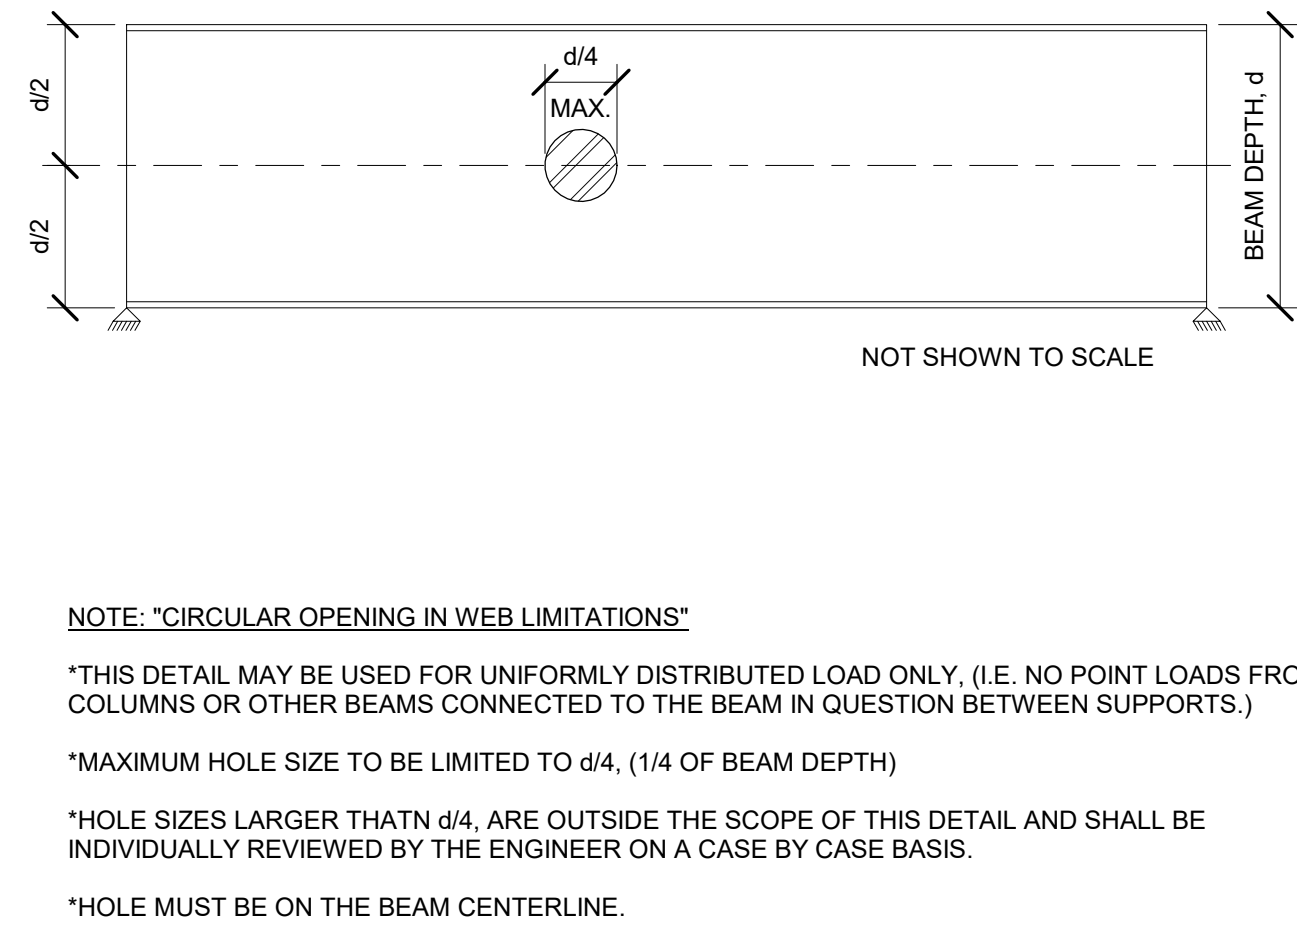 d/4
MAX.
d/2
d/2
BEAM DEPTH, d
NOT SHOWN TO SCALE
NOTE: "CIRCULAR OPENING IN WEB LIMITATIONS"
*THIS DETAIL MAY BE USED FOR UNIFORMLY DISTRIBUTED LOAD ONLY, (I.E. NO POINT LOADS
COLUMNS OR OTHER BEAMS CONNECTED TO THE BEAM IN QUESTION BETWEEN SUPPORTS.)
*MAXIMUM HOLE SIZE TO BE LIMITED TO d/4, (1/4 OF BEAM DEPTH)
*HOLE SIZES LARGER THATN d/4, ARE OUTSIDE THE SCOPE OF THIS DETAIL AND SHALL BE
INDIVIDUALLY REVIEWED BY THE ENGINEER ON A CASE BY CASE BASIS.
*HOLE MUST BE ON THE BEAM CENTERLINE.